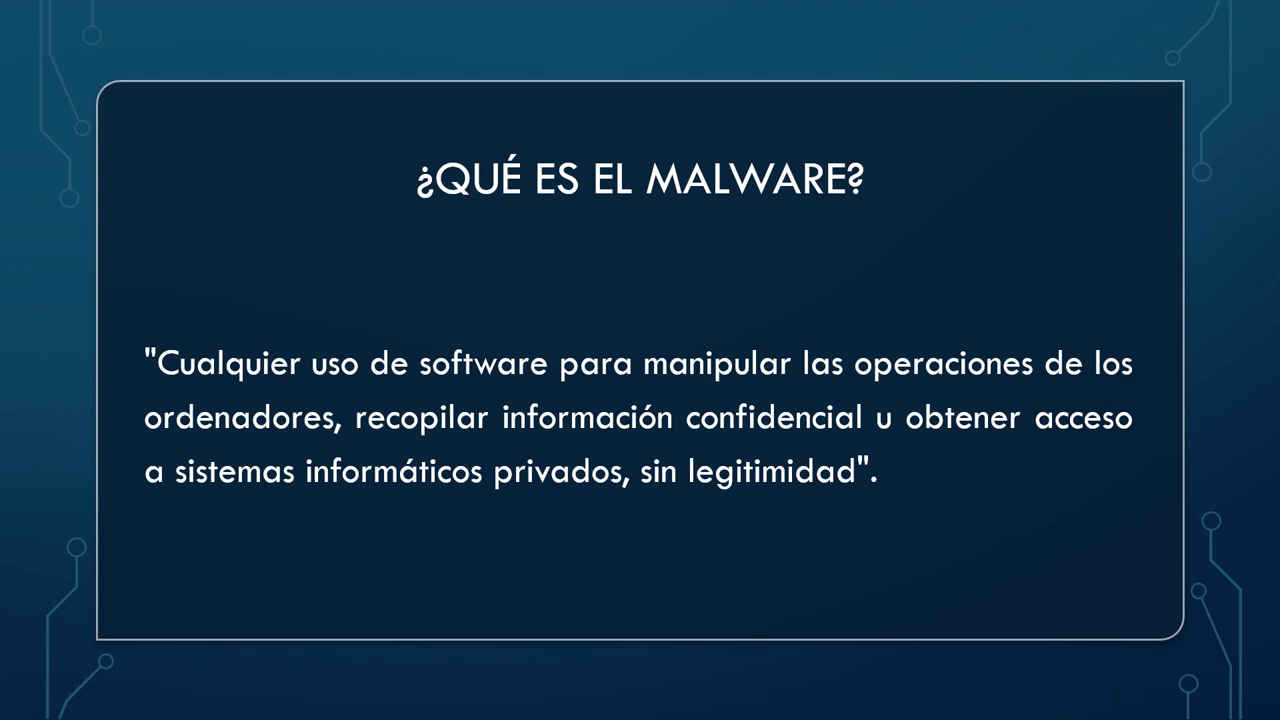 ¿QUÉ ES EL MALWARE?
"Cualquier uso de software para manipular las operaciones de los
ordenadores, recopilar información confidencial u obtener acceso
a sistemas informáticos privados, sin legitimidad".